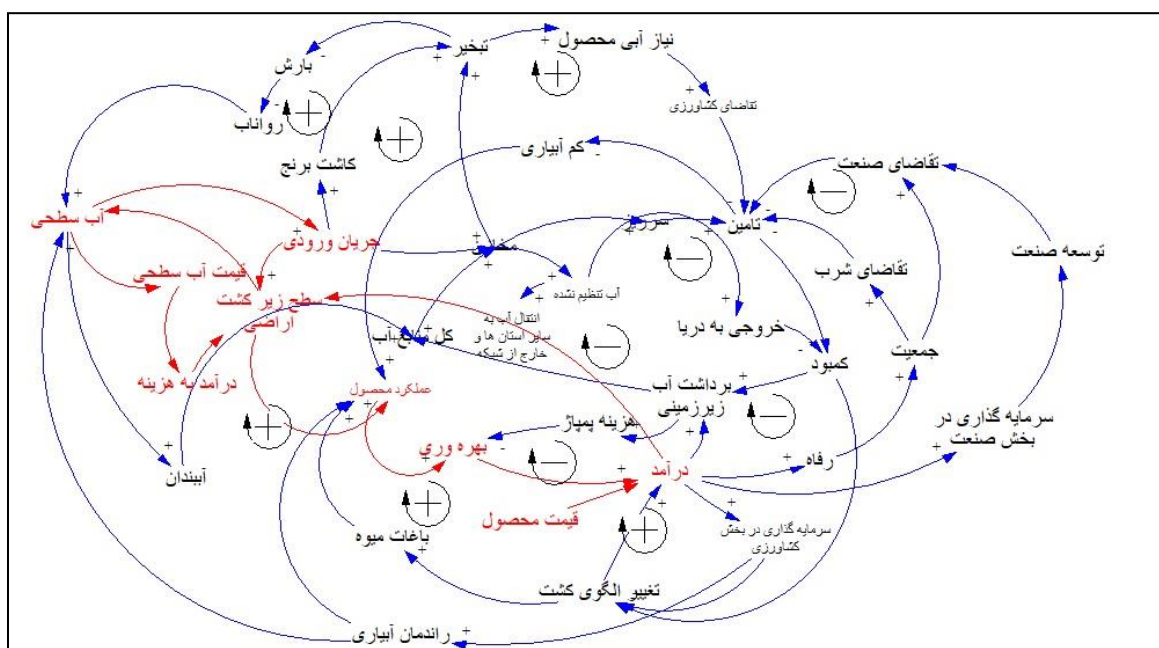 تبخیر
نیاز آبی محصول
بارش
تقاضای کشاورزی
رواناب
کاشت برنج
کم آبیاری
تقاضای صنعت
آب سطحی
جریان ورودی
مخازن
سرریز
تامین
تقاضای شرب
توسعه صنعت
قیمت آب سطحی
سطح زیر کشت
اراضی
آب تنظیم نشده
انتقال آب به
سایر استان ها و
خارج از شبکه
کل منابع آب
خروجی به دریا
کمبود
جمعیت
درآمد به هزینه
عملکرد محصول
برداشت آب
زیرزمینی
هزینه پمپاژ
سرمایه گذاری در
بخش صنعت
آببندان
بهره وری
درآمد
رفاه
قیمت محصول
باغات میوه
سرمایه گذاری در بخش
کشاورزی
تغییر الگوی کشت
راندمان آبیاری